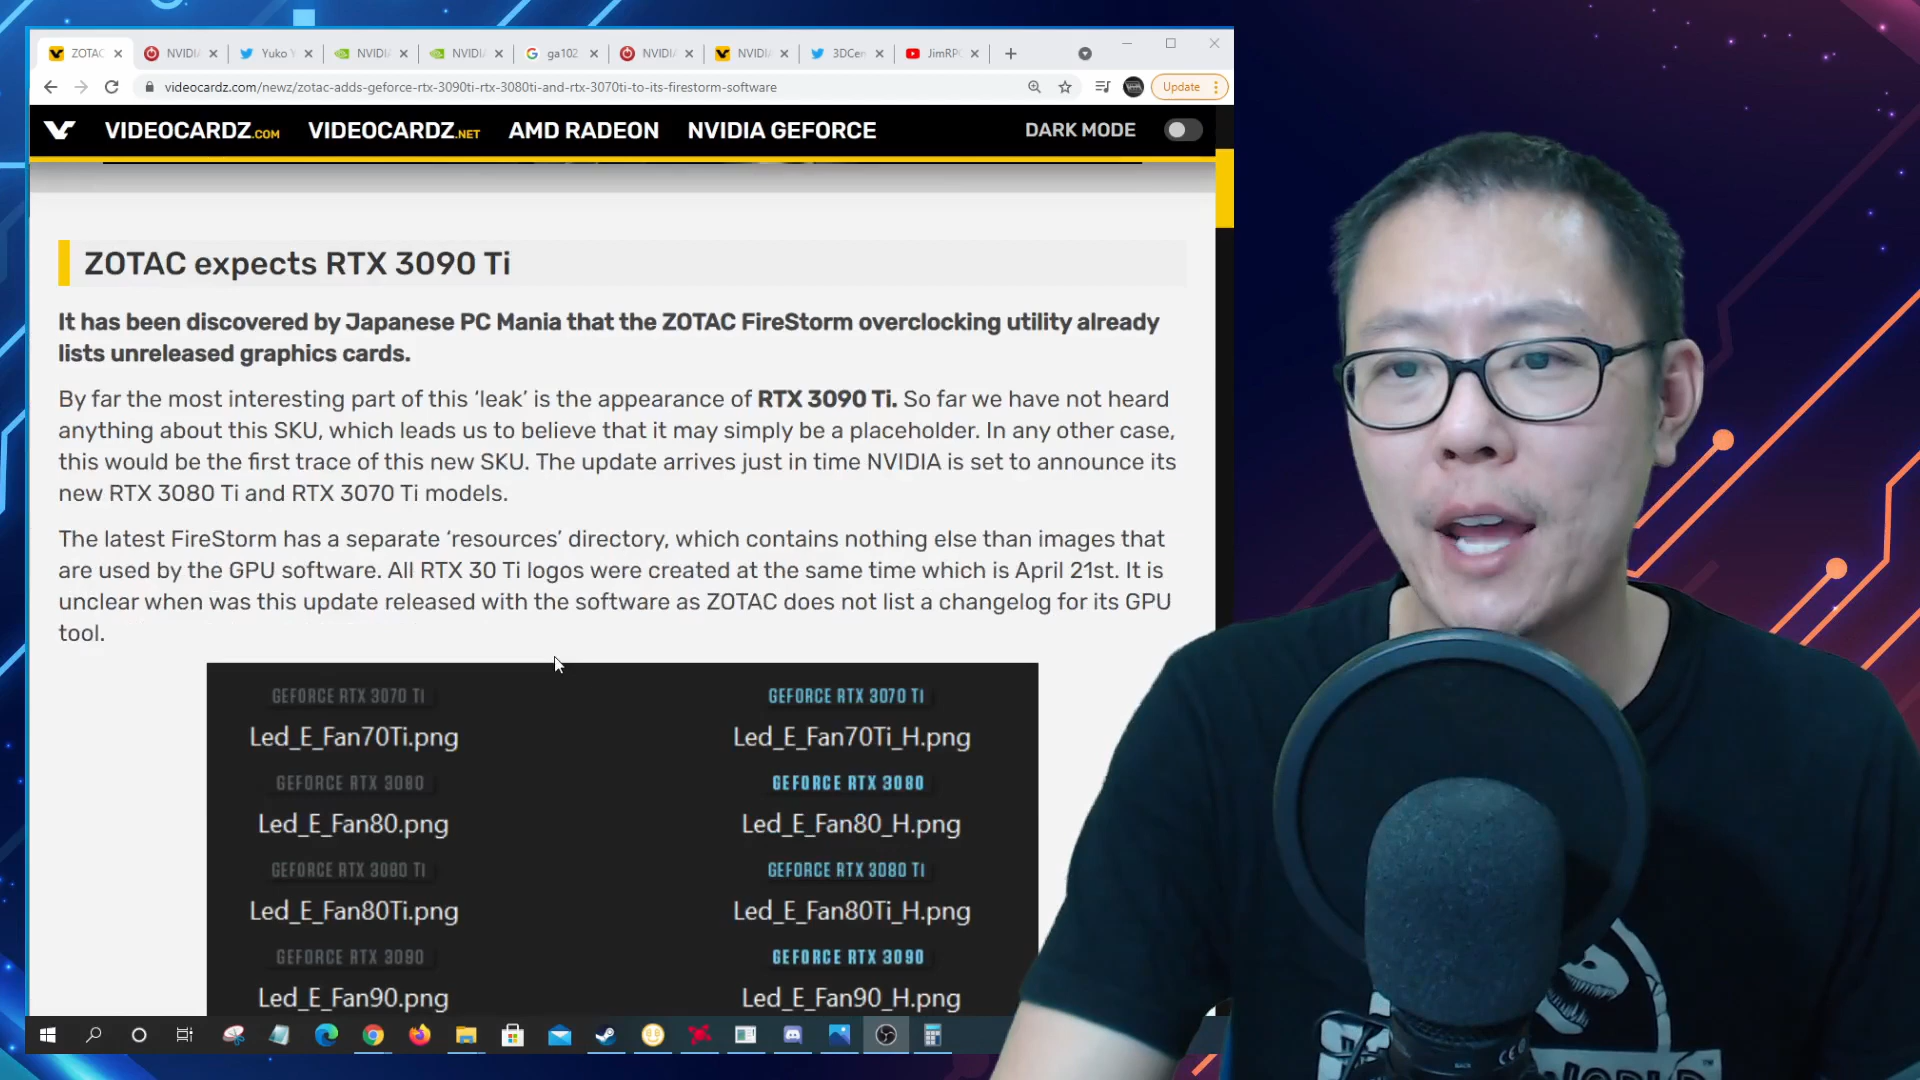 ZOTAC
NVIDIA
Yuko Y
NVIDIA
NVIDIA
ga102
NVIDIA
NVIDIA
3DCen
JimRPG
videocardz.com/newz/zotac-adds-geforce-rtx-3090ti-rtx-3080ti-and-rtx-3070ti-to-its-firestorm-software
Update
VIDEOCARDZ.COM VIDEOCARDZ.NET AMD RADEON NVIDIA GEFORCE DARK MODE
ZOTAC expects RTX 3090 Ti
It has been discovered by Japanese PC Mania that the ZOTAC FireStorm overclocking utility already
lists unreleased graphics cards.
By far the most interesting part of this ‘leak’ is the appearance of RTX 3090 Ti. So far we have not heard
anything about this SKU, which leads us to believe that it may simply be a placeholder. In any other case,
this would be the first trace of this new SKU. The update arrives just in time NVIDIA is set to announce its
new RTX 3080 Ti and RTX 3070 Ti models.
The latest FireStorm has a separate ‘resources’ directory, which contains nothing else than images that
are used by the GPU software. All RTX 30 Ti logos were created at the same time which is April 21st. It is
unclear when was this update released with the software as ZOTAC does not list a changelog for its GPU
tool.
GEFORCE RTX 3070 TI GEFORCE RTX 3070 TI
Led_E_Fan70Ti.png Led_E_Fan70Ti_H.png
GEFORCE RTX 3080 GEFORCE RTX 3080
Led_E_Fan80.png Led_E_Fan80_H.png
GEFORCE RTX 3080 TI GEFORCE RTX 3080 TI
Led_E_Fan80Ti.png Led_E_Fan80Ti_H.png
GEFORCE RTX 3090 GEFORCE RTX 3090
Led_E_Fan90.png Led_E_Fan90_H.png